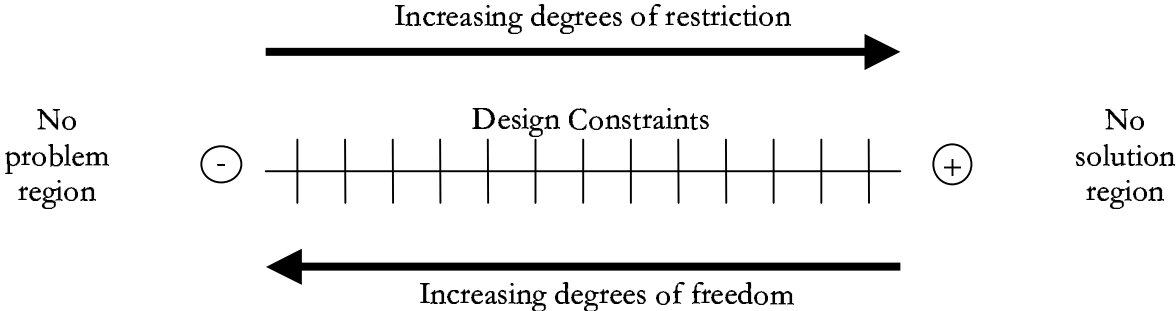 Increasing degrees of restriction
No
problem
region
-
Design Constraints
+
No
solution
region
Increasing degrees of freedom